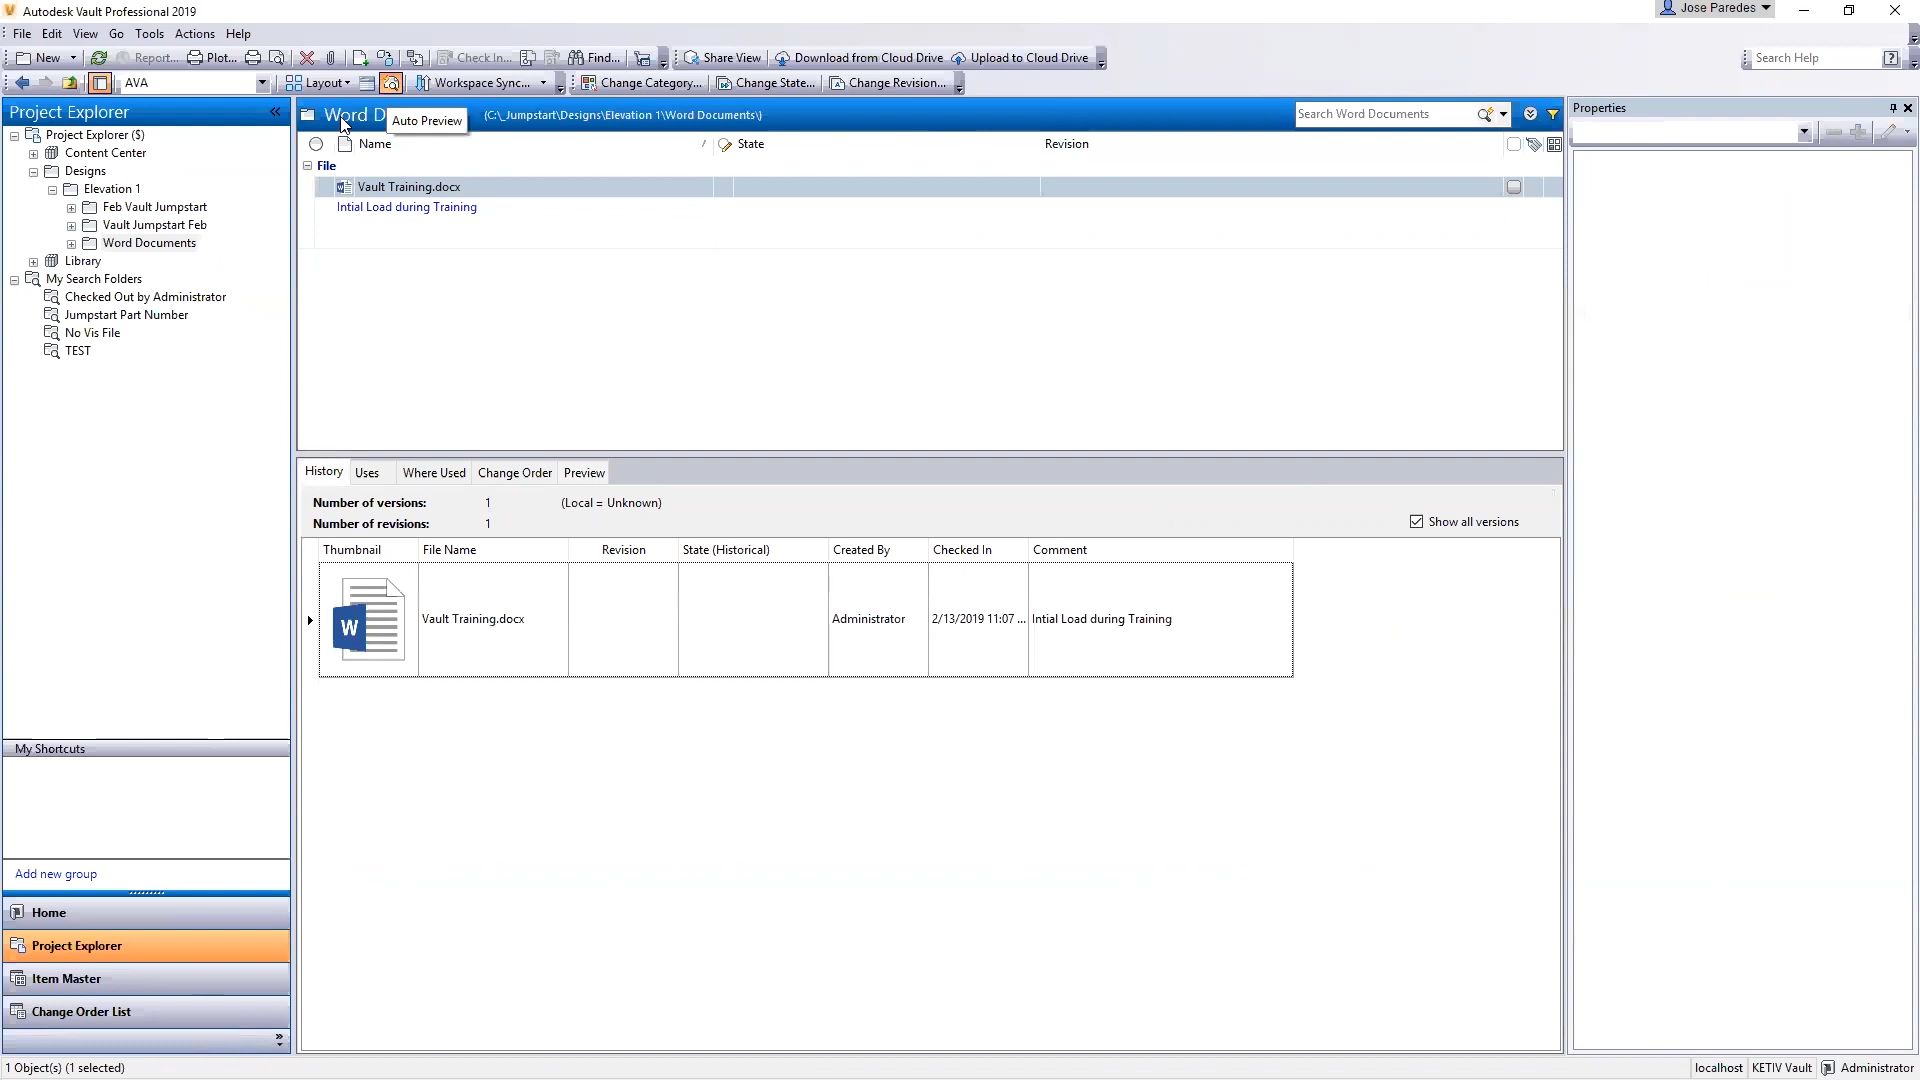 Autodesk Vault Professional 2019
Jose Paredes
File Edit View Go Tools Actions Help
New Report... Plot... Check In... Find... Share View Download from Cloud Drive Upload to Cloud Drive Search Help
AVA Layout Workspace Sync... Change Category... Change State... Change Revision...
Project Explorer
Project Explorer ($)
Content Center
Designs
Elevation 1
Feb Vault Jumpstart
Vault Jumpstart Feb
Word Documents
Library
My Search Folders
Checked Out by Administrator
Jumpstart Part Number
No Vis File
TEST
My Shortcuts
Add new group
Home
Project Explorer
Item Master
Change Order List
Word D
Auto Preview
(C:\_Jumpstart\Designs\Elevation 1\Word Documents\)
Search Word Documents
Name / State Revision
File
Vault Training.docx
Intial Load during Training
History Uses Where Used Change Order Preview
Number of versions: 1 (Local = Unknown)
Number of revisions: 1
Show all versions
Thumbnail File Name Revision State (Historical) Created By Checked In Comment
W Vault Training.docx Administrator 2/13/2019 11:07 ... Intial Load during Training
Properties
1 Object(s) (1 selected)
localhost KETIV Vault Administrator